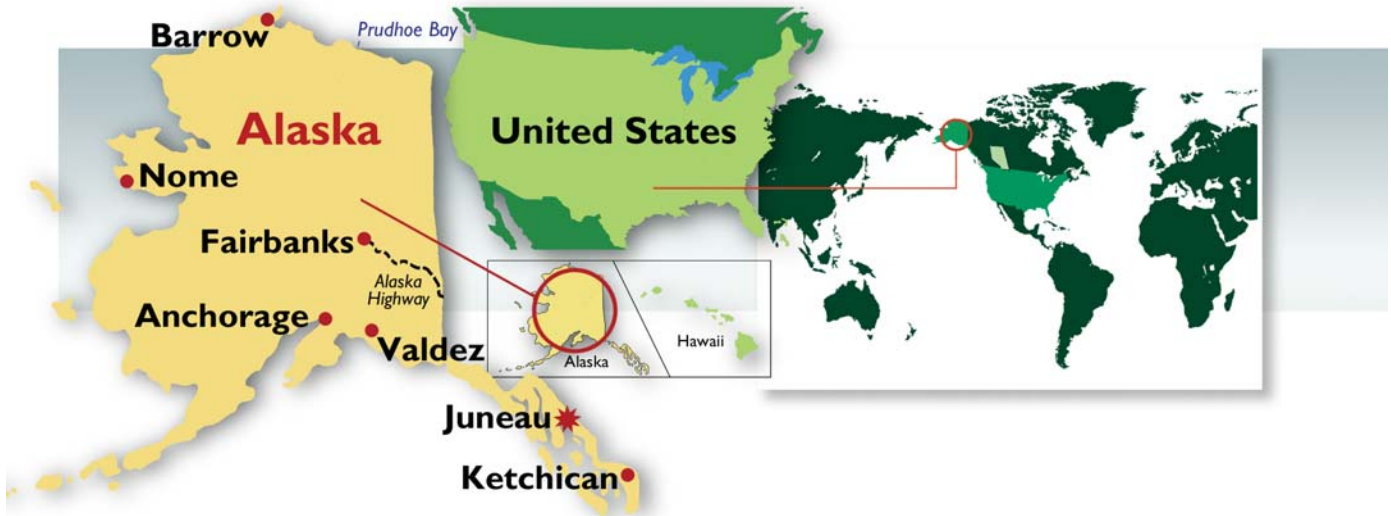 Barrow
Prudhoe Bay
Alaska
United States
Nome
Fairbanks
Alaska
Highway
Anchorage
Valdez
Alaska
Hawaii
Juneau
Ketchican